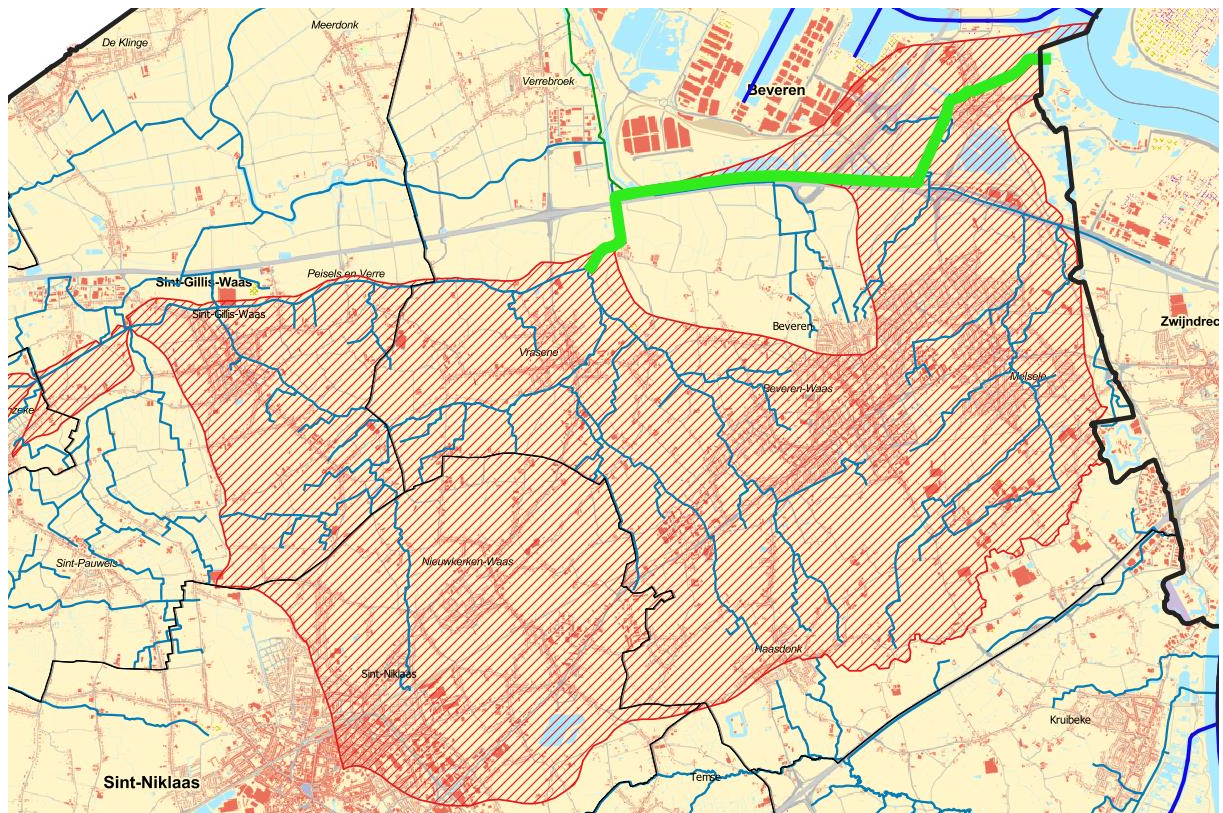 Meerdonk
De Klinge
Verrebroek
Beveren
Sint-Gillis-Waas
Peisels en Verre
Sint-Gillis-Waas
Beveren
Zwijndrec
Vrasene
Melsele
Beveren-Waas
nzeke
Sint-Pauwels
Nieuwkerken-Waas
Haasdonk
Sint-Niklaas
Kruibeke
Temse
Sint-Niklaas